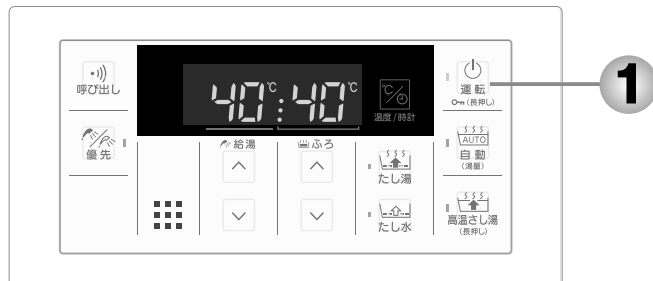 呼び出し
優先
40℃:40℃
℃/
温度/時計
給湯
ふろ
たし湯
たし水
運転
(長押し)
AUTO
自動
(湯量)
高温さし湯
(長押し)
1